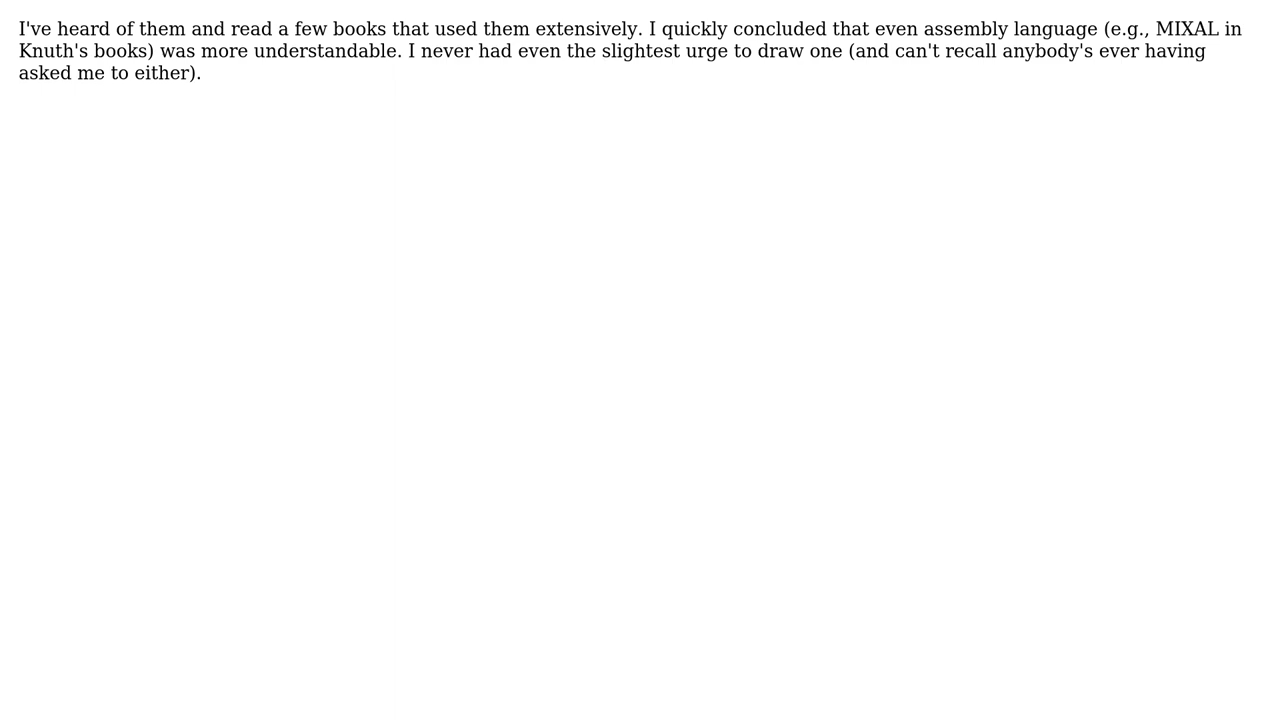 I've heard of them and read a few books that used them extensively. I quickly concluded that even assembly language (e.g., MIXAL in
Knuth's books) was more understandable. I never had even the slightest urge to draw one (and can't recall anybody's ever having
asked me to either).